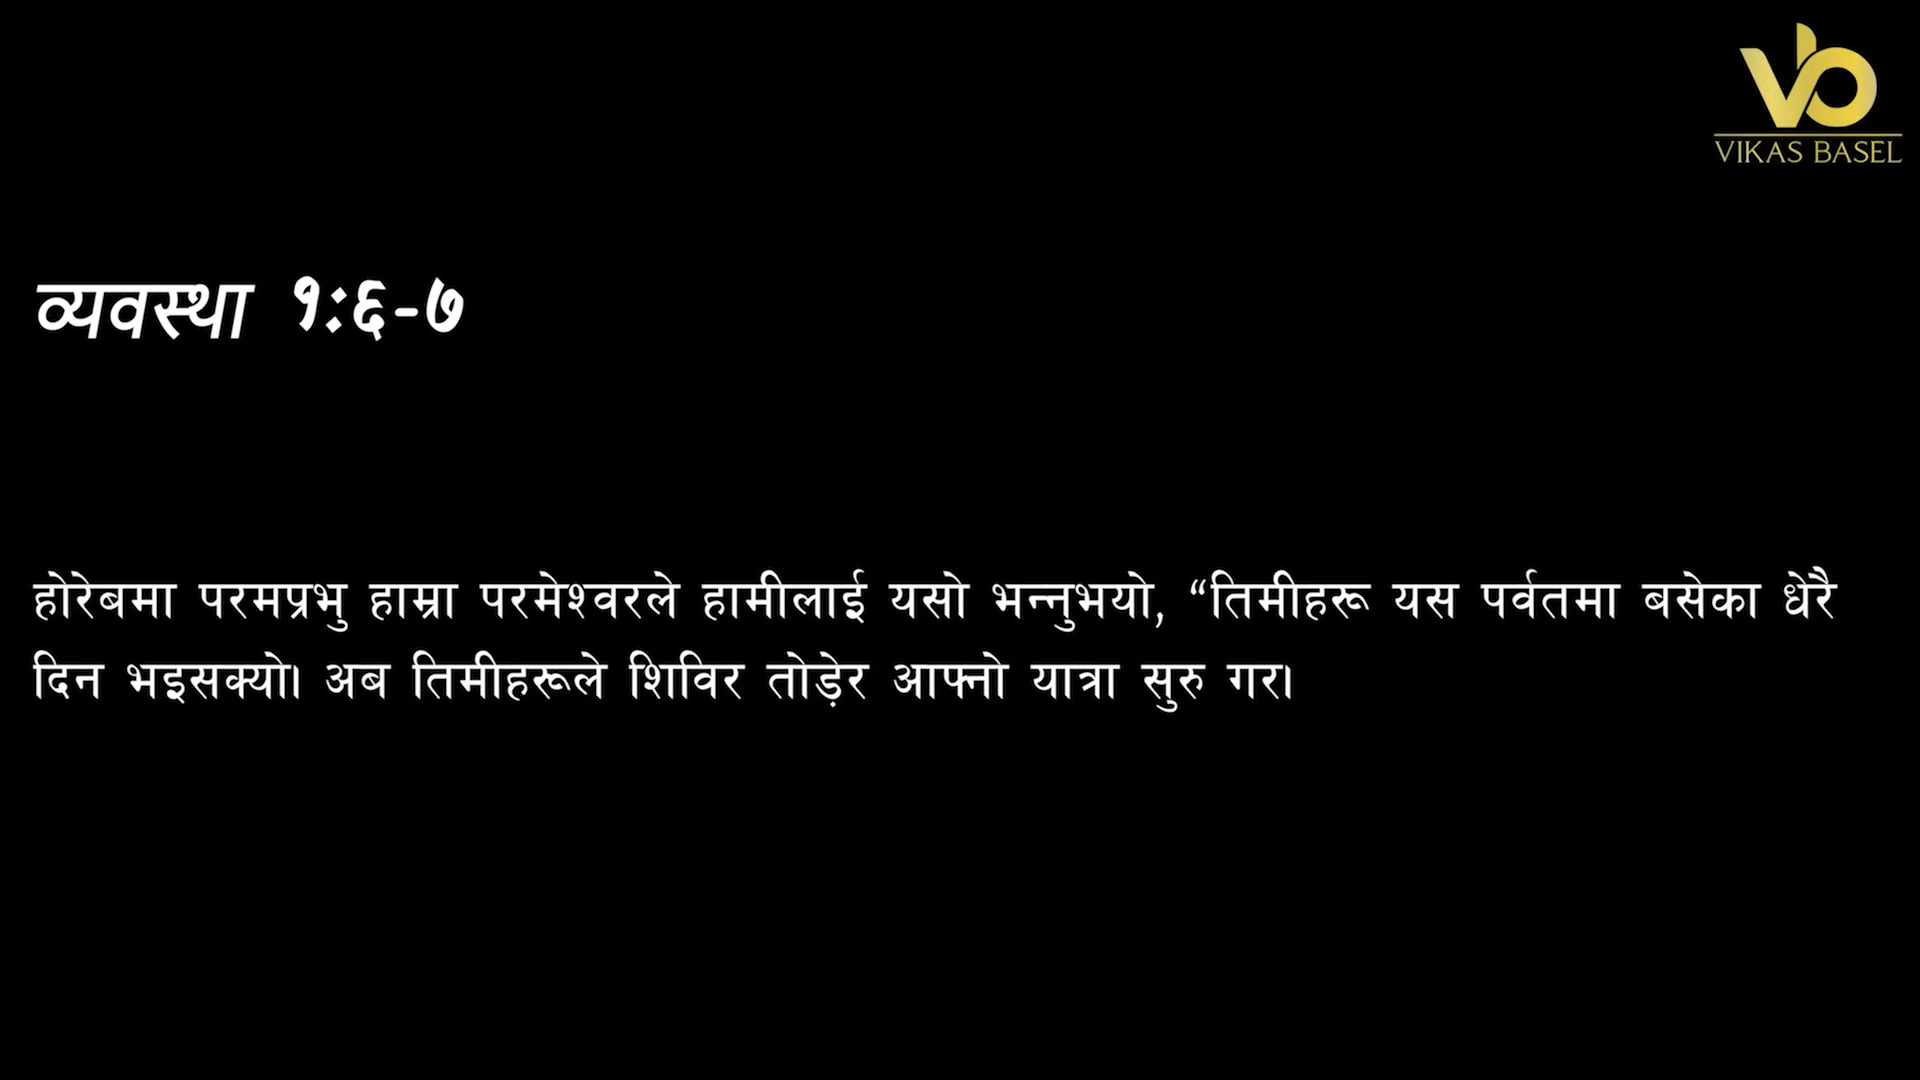 VIKAS BASEL
व्यवस्था १:६-७
होरेबमा परमप्रभु हाम्रा परमेश्वरले हामीलाई यसो भन्नुभयो, “तिमीहरू यस पर्वतमा बसेका धेरै
दिन भइसक्यो। अब तिमीहरूले शिविर तोड़ेर आफ्नो यात्रा सुरु गर।